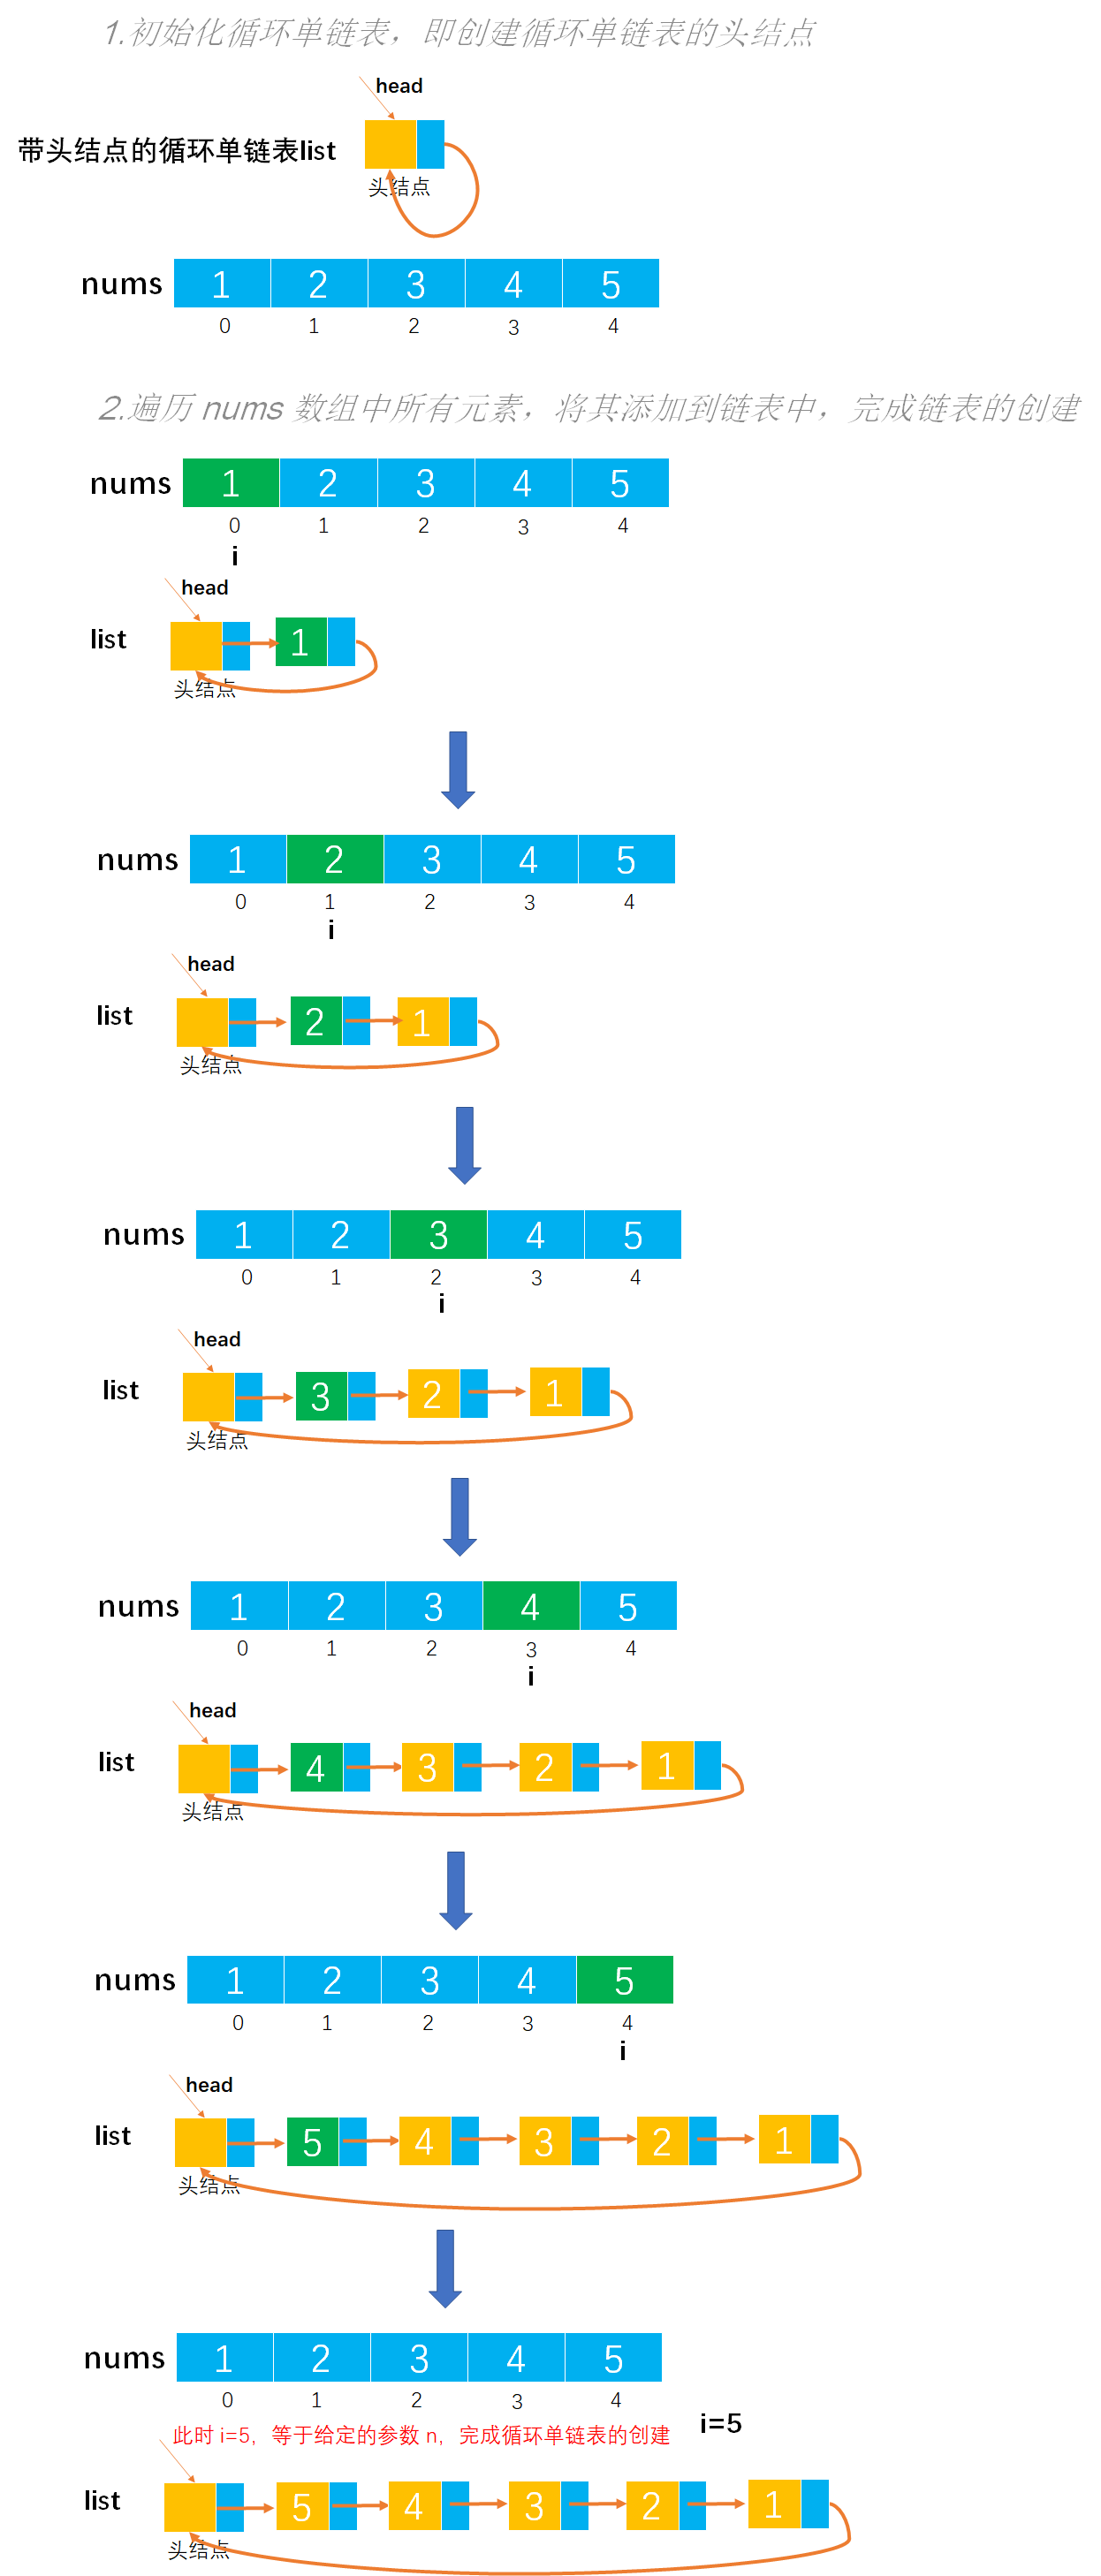 1.初始化循环单链表，即创建循环单链表的头结点
head
带头结点的循环单链表list
头结点
nums 1 2 3 4 5
0 1 2 3 4
2.遍历 nums 数组中所有元素，将其添加到链表中，完成链表的创建
nums 1 2 3 4 5
0 1 2 3 4
i
head
list 1
头结点
nums 1 2 3 4 5
0 1 2 3 4
i
head
list 2 1
头结点
nums 1 2 3 4 5
0 1 2 3 4
i
head
list 3 2 1
头结点
nums 1 2 3 4 5
0 1 2 3 4
i
head
list 4 3 2 1
头结点
nums 1 2 3 4 5
0 1 2 3 4
i
head
list 5 4 3 2 1
头结点
nums 1 2 3 4 5
0 1 2 3 4
此时 i=5，等于给定的参数 n，完成循环单链表的创建 i=5
list 5 4 3 2 1
头结点